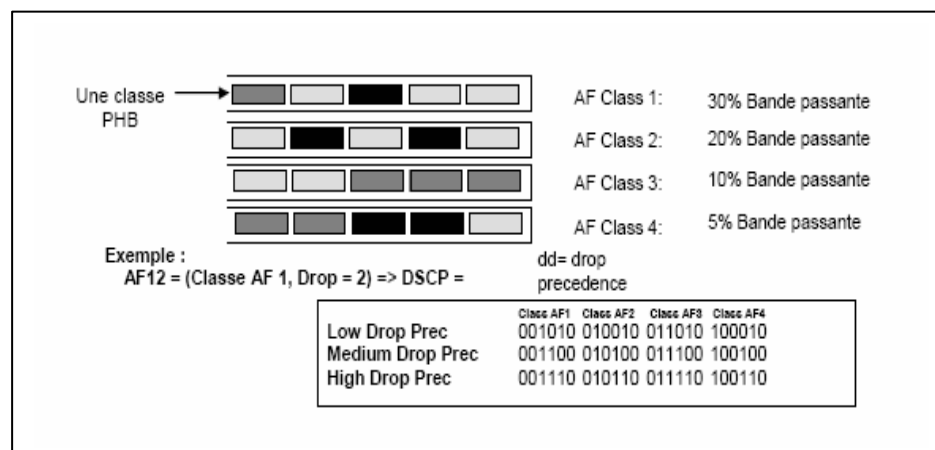 Une classe
PHB
AF Class 1: 30% Bande passante
AF Class 2: 20% Bande passante
AF Class 3: 10% Bande passante
AF Class 4: 5% Bande passante
Exemple :
AF12 = (Classe AF 1, Drop = 2) => DSCP =
dd= drop
precedence
Class AF1 Class AF2 Class AF3 Class AF4
Low Drop Prec 001010 010010 011010 100010
Medium Drop Prec 001100 010100 011100 100100
High Drop Prec 001110 010110 011110 100110